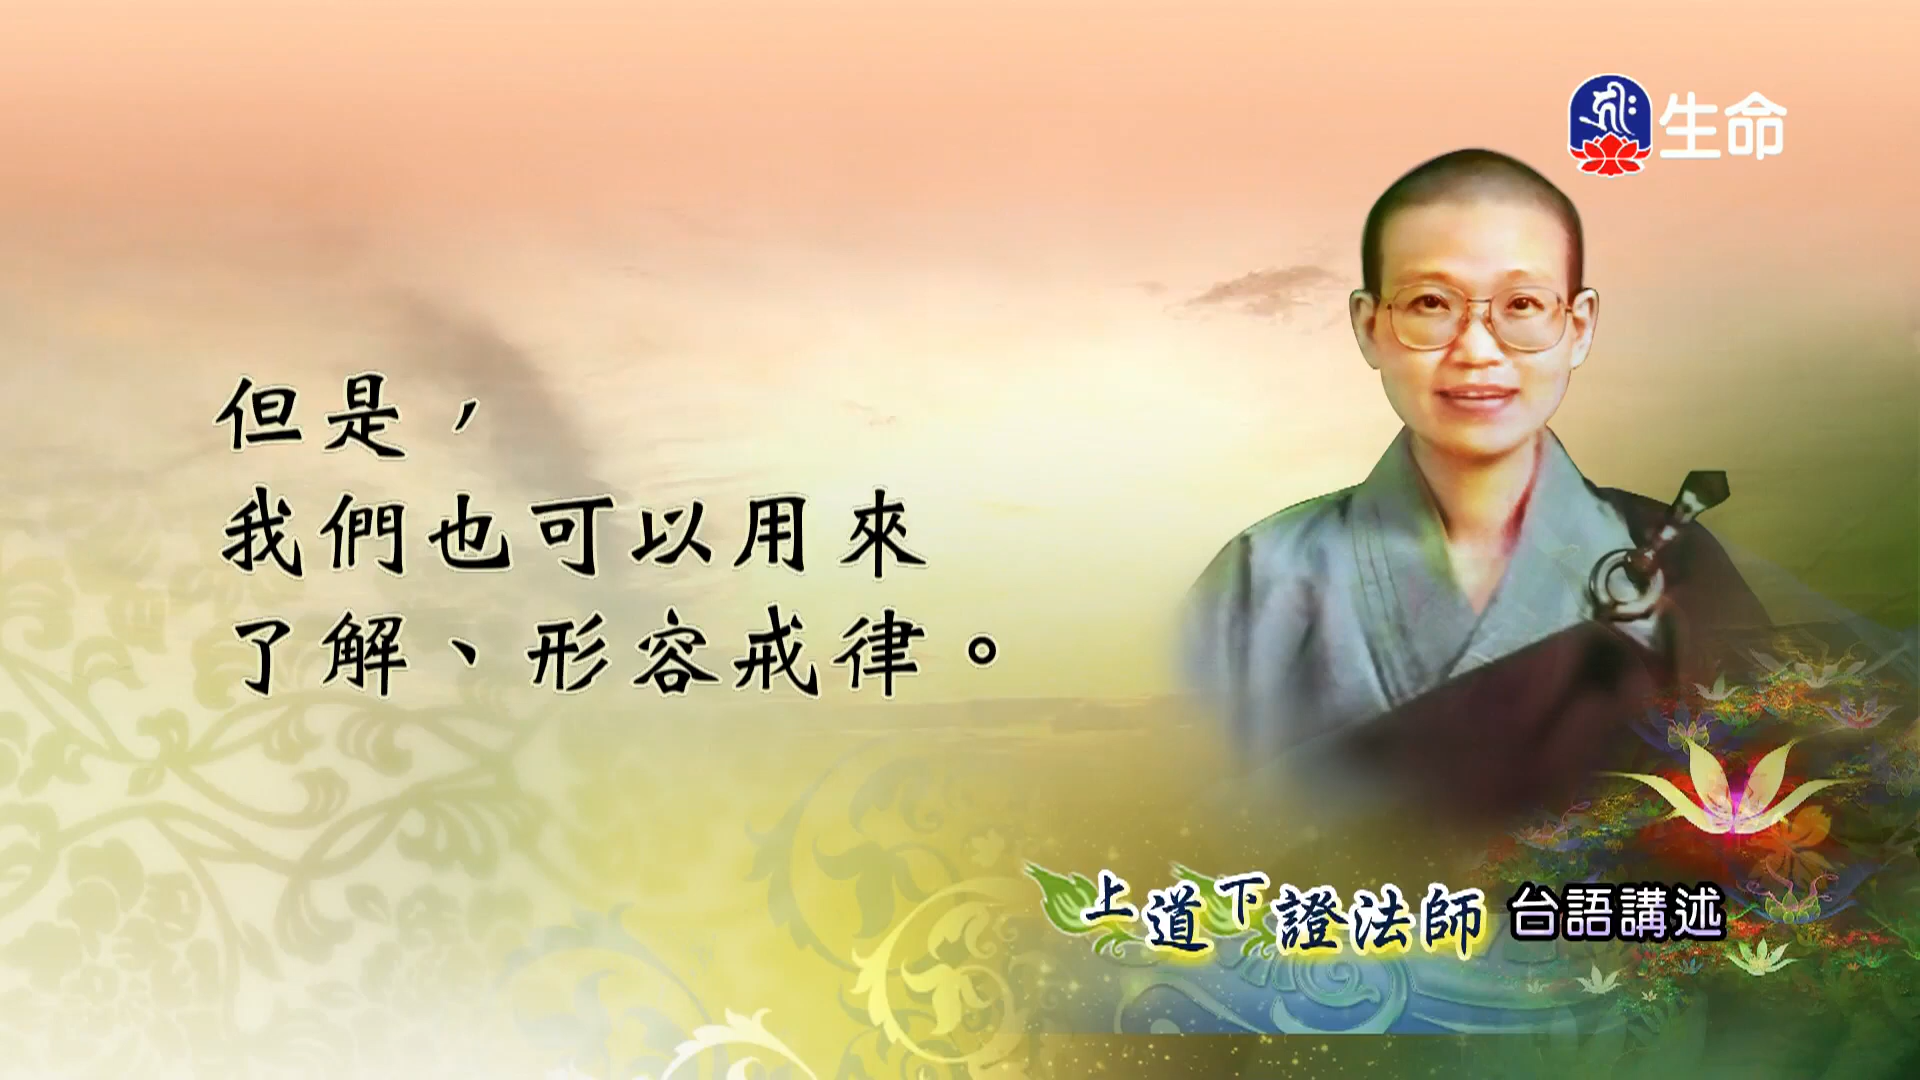 生命
但是，
我們也可以用來
了解、形容戒律。
上道下證法師 台語講述